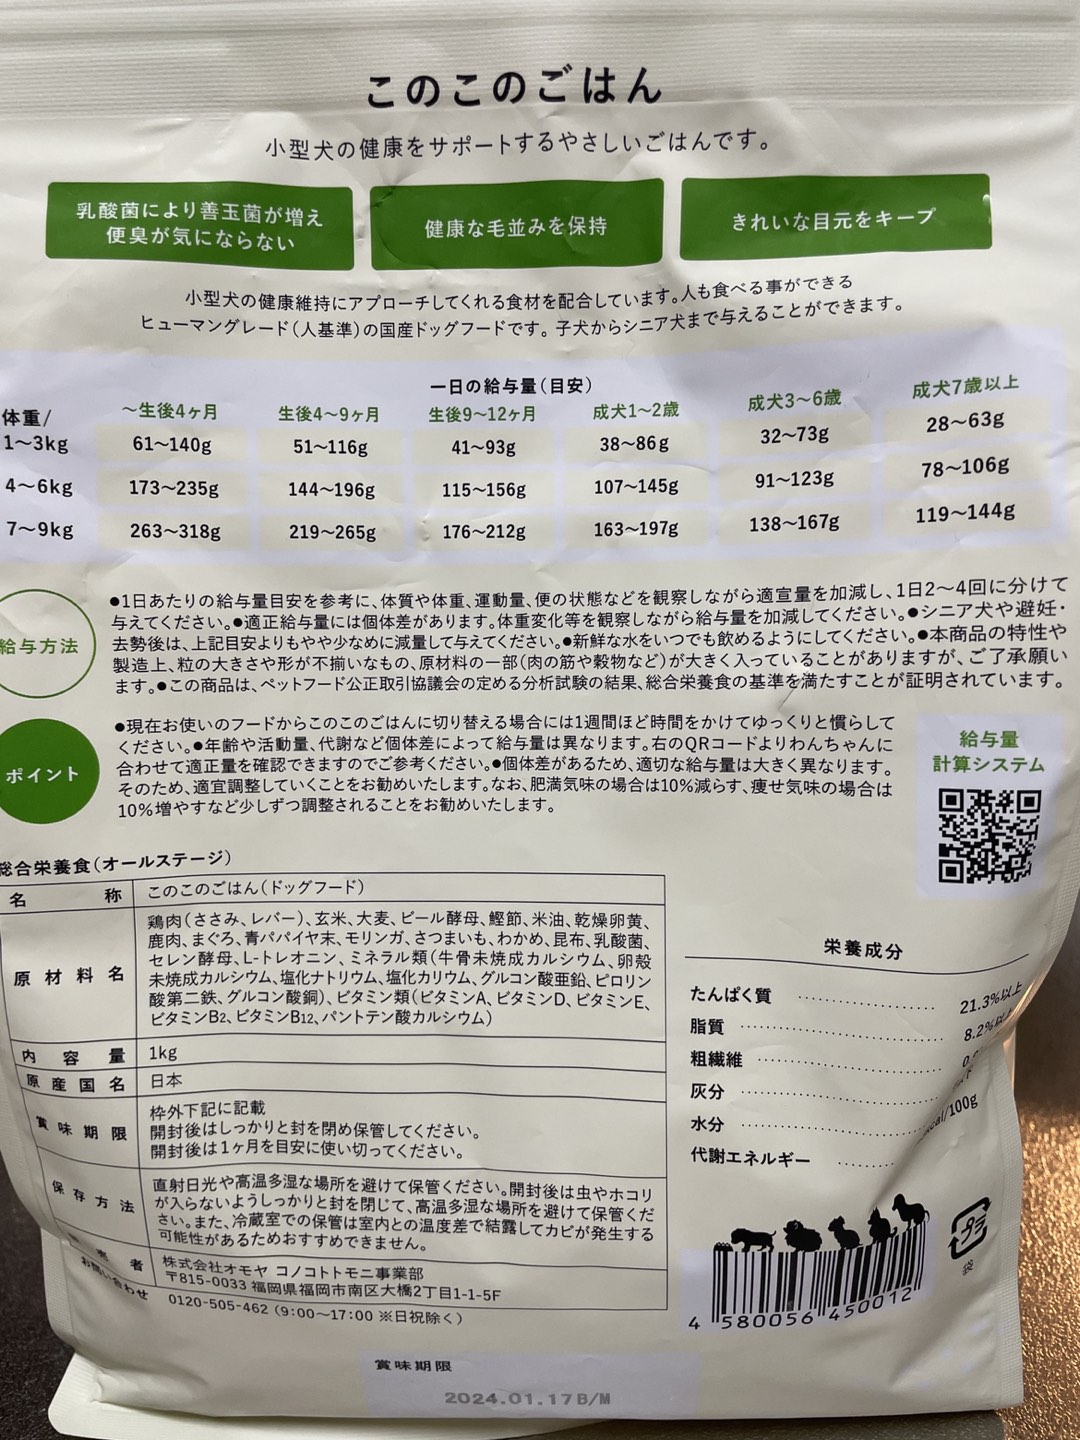 このこのごはん
小型犬の健康をサポートするやさしいごはんです。
乳酸菌により善玉菌が増え
便臭が気にならない
健康な毛並みを保持
きれいな目元をキープ
小型犬の健康維持にアプローチしてくれる食材を配合しています。人も食べる事ができる
ヒューマングレード(人基準)の国産ドッグフードです。子犬からシニア犬まで与えることができます。
一日の給与量(目安)
体重/ ～生後4ヶ月 生後4～9ヶ月 生後9～12ヶ月 成犬1～2歳 成犬3～6歳 成犬7歳以上
1～3kg 61～140g 51～116g 41～93g 38～86g 32～73g 28～63g
4～6kg 173～235g 144～196g 115～156g 107～145g 91～123g 78～106g
7～9kg 263～318g 219～265g 176～212g 163～197g 138～167g 119～144g
給与方法
●1日あたりの給与量目安を参考に、体質や体重、運動量、便の状態などを観察しながら適宣量を加減し、1日2～4回に分けて
与えてください。●適正給与量には個体差があります。体重変化等を観察しながら給与量を加減してください。●シニア犬や避妊・
去勢後は、上記目安よりもやや少なめに減量して与えてください。●新鮮な水をいつでも飲めるようにしてください。●本商品の特性や
製造上、粒の大きさや形が不揃いなもの、原材料の一部(肉の筋や穀物など)が大きく入っていることがありますが、ご了承願い
ます。●この商品は、ペットフード公正取引協議会の定める分析試験の結果、総合栄養食の基準を満たすことが証明されています。
ポイント
●現在お使いのフードからこのこのごはんに切り替える場合には1週間ほど時間をかけてゆっくりと慣らして
ください。●年齢や活動量、代謝など個体差によって給与量は異なります。右のQRコードよりわんちゃんに
合わせて適正量を確認できますのでご参考ください。●個体差があるため、適切な給与量は大きく異なります。
そのため、適宜調整していくことをお勧めいたします。なお、肥満気味の場合は10%減らす、痩せ気味の場合は
10%増やすなど少しずつ調整されることをお勧めいたします。
給与量
計算システム
総合栄養食(オールステージ)
名称 このこのごはん(ドッグフード)
原材料名
鶏肉(ささみ、レバー)、玄米、大麦、ビール酵母、鰹節、米油、乾燥卵黄、
鹿肉、まぐろ、青パパイヤ末、モリンガ、さつまいも、わかめ、昆布、乳酸菌、
セレン酵母、L-トレオニン、ミネラル類(牛骨未焼成カルシウム、卵殻
未焼成カルシウム、塩化ナトリウム、塩化カリウム、グルコン酸亜鉛、ピロリン
酸第二鉄、グルコン酸銅)、ビタミン類(ビタミンA、ビタミンD、ビタミンE、
ビタミンB2、ビタミンB12、パントテン酸カルシウム)
内容量 1kg
原産国名 日本
賞味期限
枠外下記に記載
開封後はしっかりと封を閉め保管してください。
開封後は1ヶ月を目安に使い切ってください。
保存方法
直射日光や高温多湿な場所を避けて保管ください。開封後は虫やホコリ
が入らないようしっかりと封を閉じて、高温多湿な場所を避けて保管くだ
さい。また、冷蔵室での保管は室内との温度差で結露してカビが発生する
可能性があるためおすすめできません。
者
株式会社オモヤ コノコトトモニ事業部
〒815-0033 福岡県福岡市南区大橋2丁目1-1-5F
お問い合わせ 0120-505-462 (9:00～17:00 ※日祝除く)
栄養成分
たんぱく質 21.3%以上
脂質 8.2%以上
粗繊維
灰分
水分
代謝エネルギー kcal/100g
プラ
袋
4 580056 450012
賞味期限
2024.01.17B/M